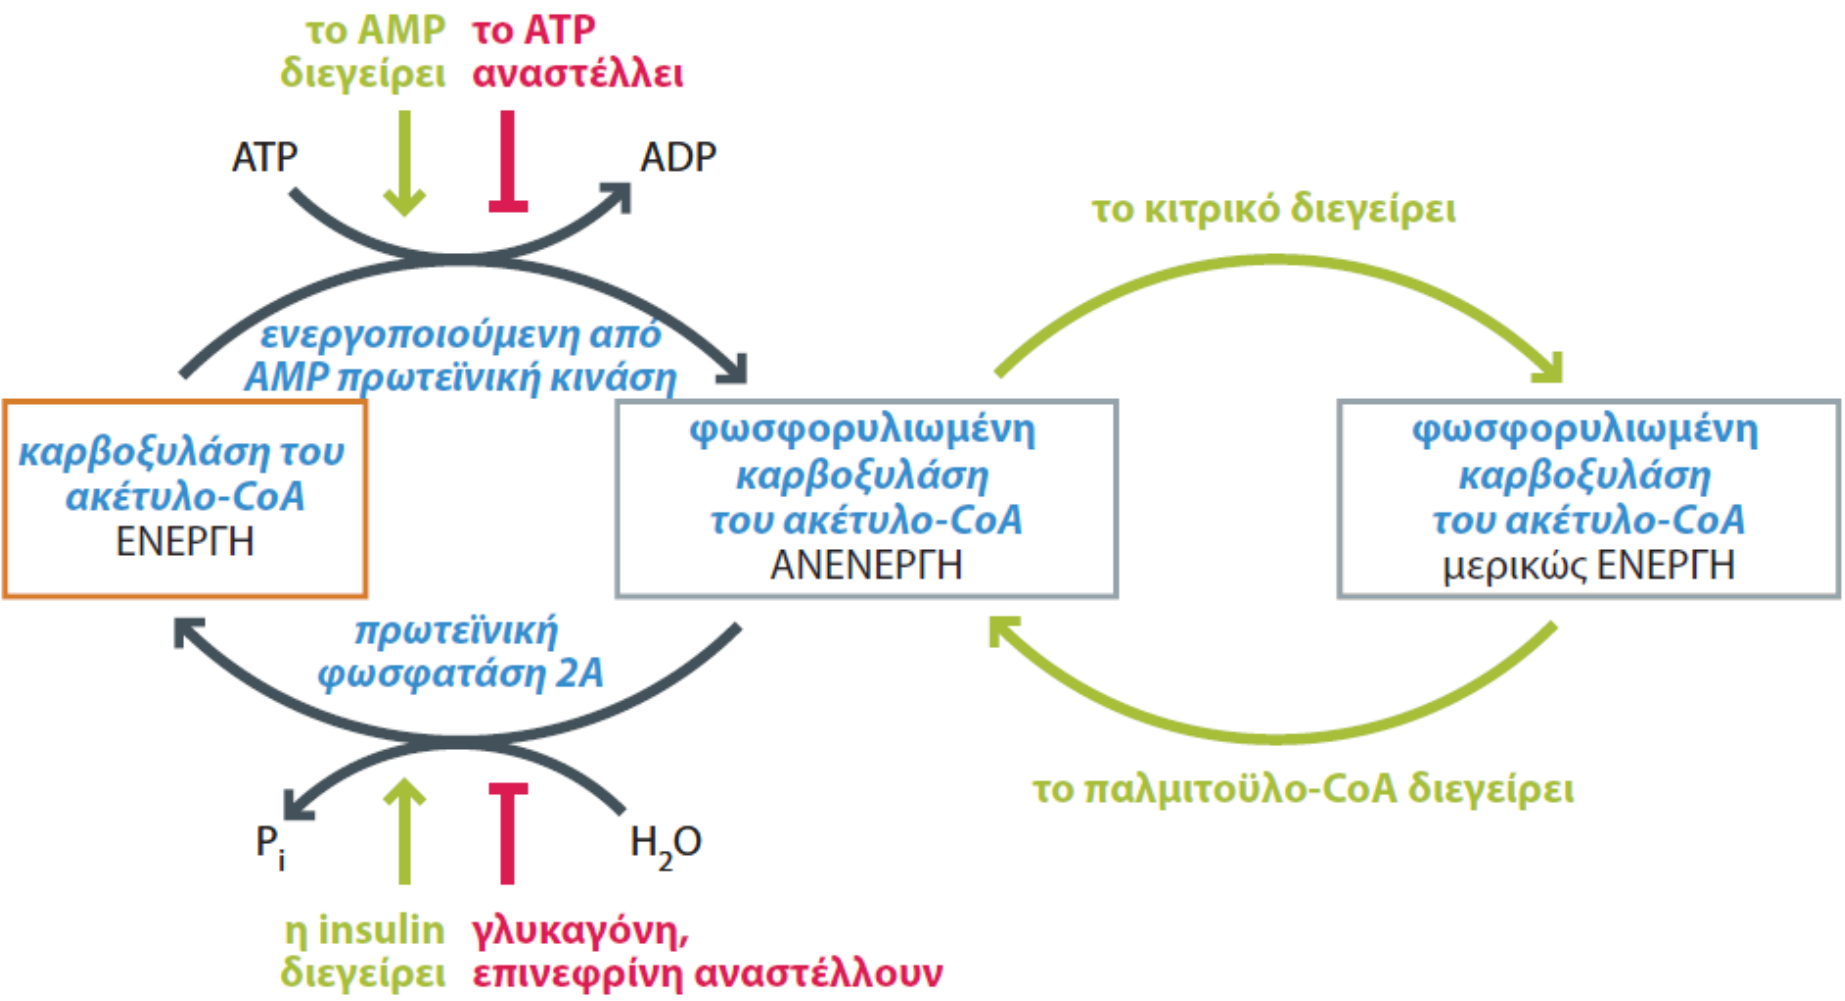 το AMP
διεγείρει
το ATP
αναστέλλει
ATP
ADP
το κιτρικό διεγείρει
ενεργοποιούμενη από
AMP πρωτεϊνική κινάση
καρβοξυλάση του
ακέτυλο-CoA
ΕΝΕΡΓΗ
φωσφορυλιωμένη
καρβοξυλάση
του ακέτυλο-CoA
ΑΝΕΝΕΡΓΗ
φωσφορυλιωμένη
καρβοξυλάση
του ακέτυλο-CoA
μερικώς ΕΝΕΡΓΗ
πρωτεϊνική
φωσφατάση 2A
το παλμιτοϋλο-CoA διεγείρει
Pi
H2O
η insulin
διεγείρει
γλυκαγόνη,
επινεφρίνη αναστέλλουν